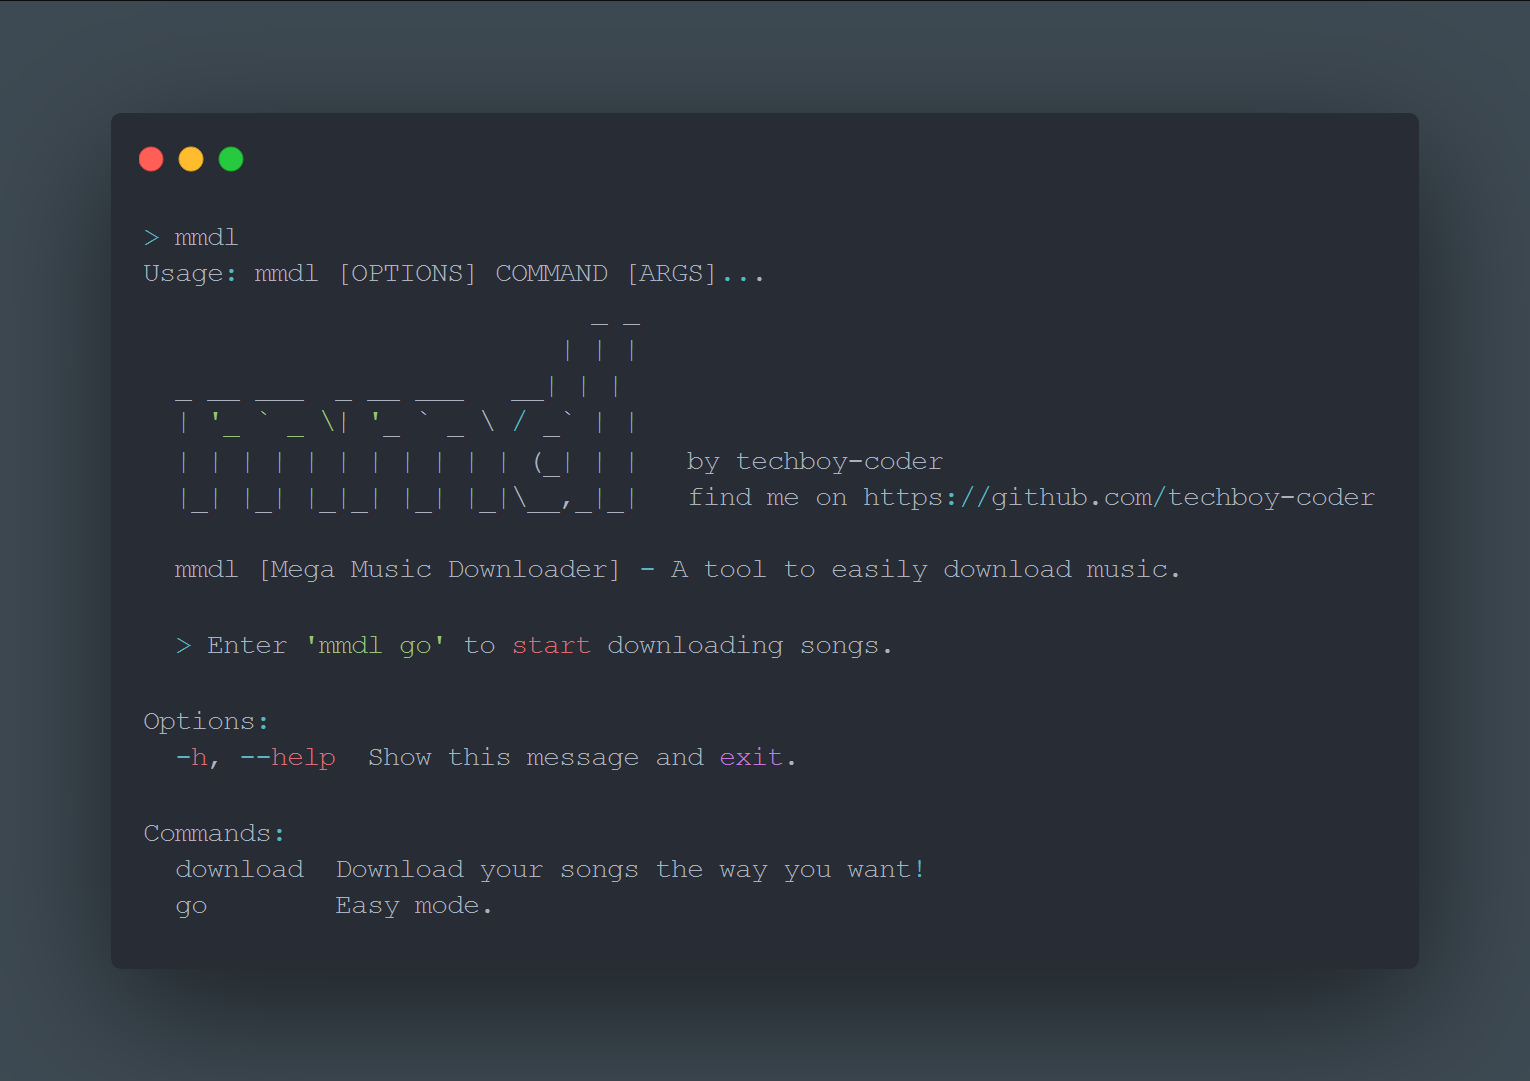 > mmdl
Usage: mmdl [OPTIONS] COMMAND [ARGS]...
                            _ _
                          | | |
  _ __ ___  _ __ ___   __| | |
  | '_ ` _ \| '_ ` _ \ / _` | |
  | | | | | | | | | | | (_| | |   by techboy-coder
  |_| |_| |_|_| |_| |_|\__,_|_|   find me on https://github.com/techboy-coder
  mmdl [Mega Music Downloader] - A tool to easily download music.
  > Enter 'mmdl go' to start downloading songs.
Options:
  -h, --help  Show this message and exit.
Commands:
  download  Download your songs the way you want!
  go        Easy mode.